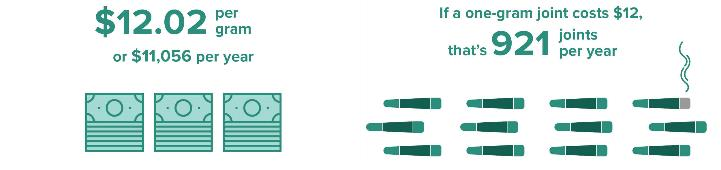 $12.02 per gram
or $11,056 per year
If a one-gram joint costs $12,
that's 921 joints per year